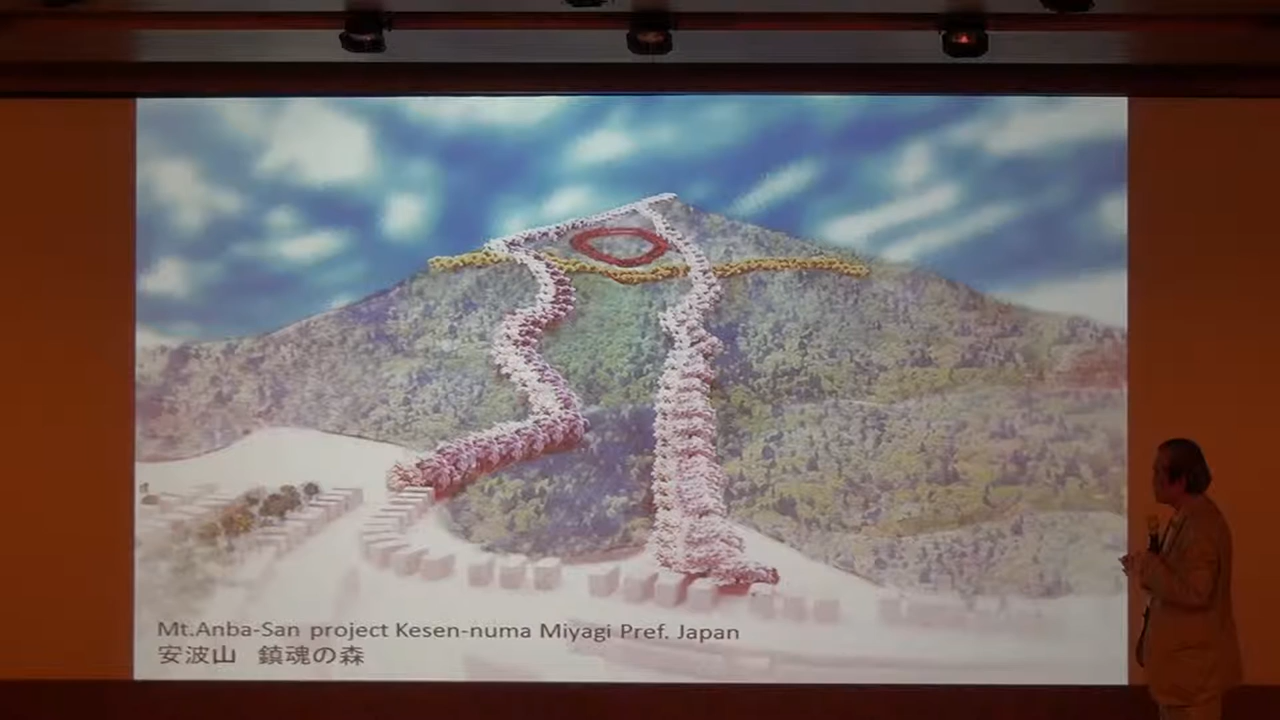 Mt.Anba-San project Kesen-numa Miyagi Pref. Japan
安波山 鎮魂の森